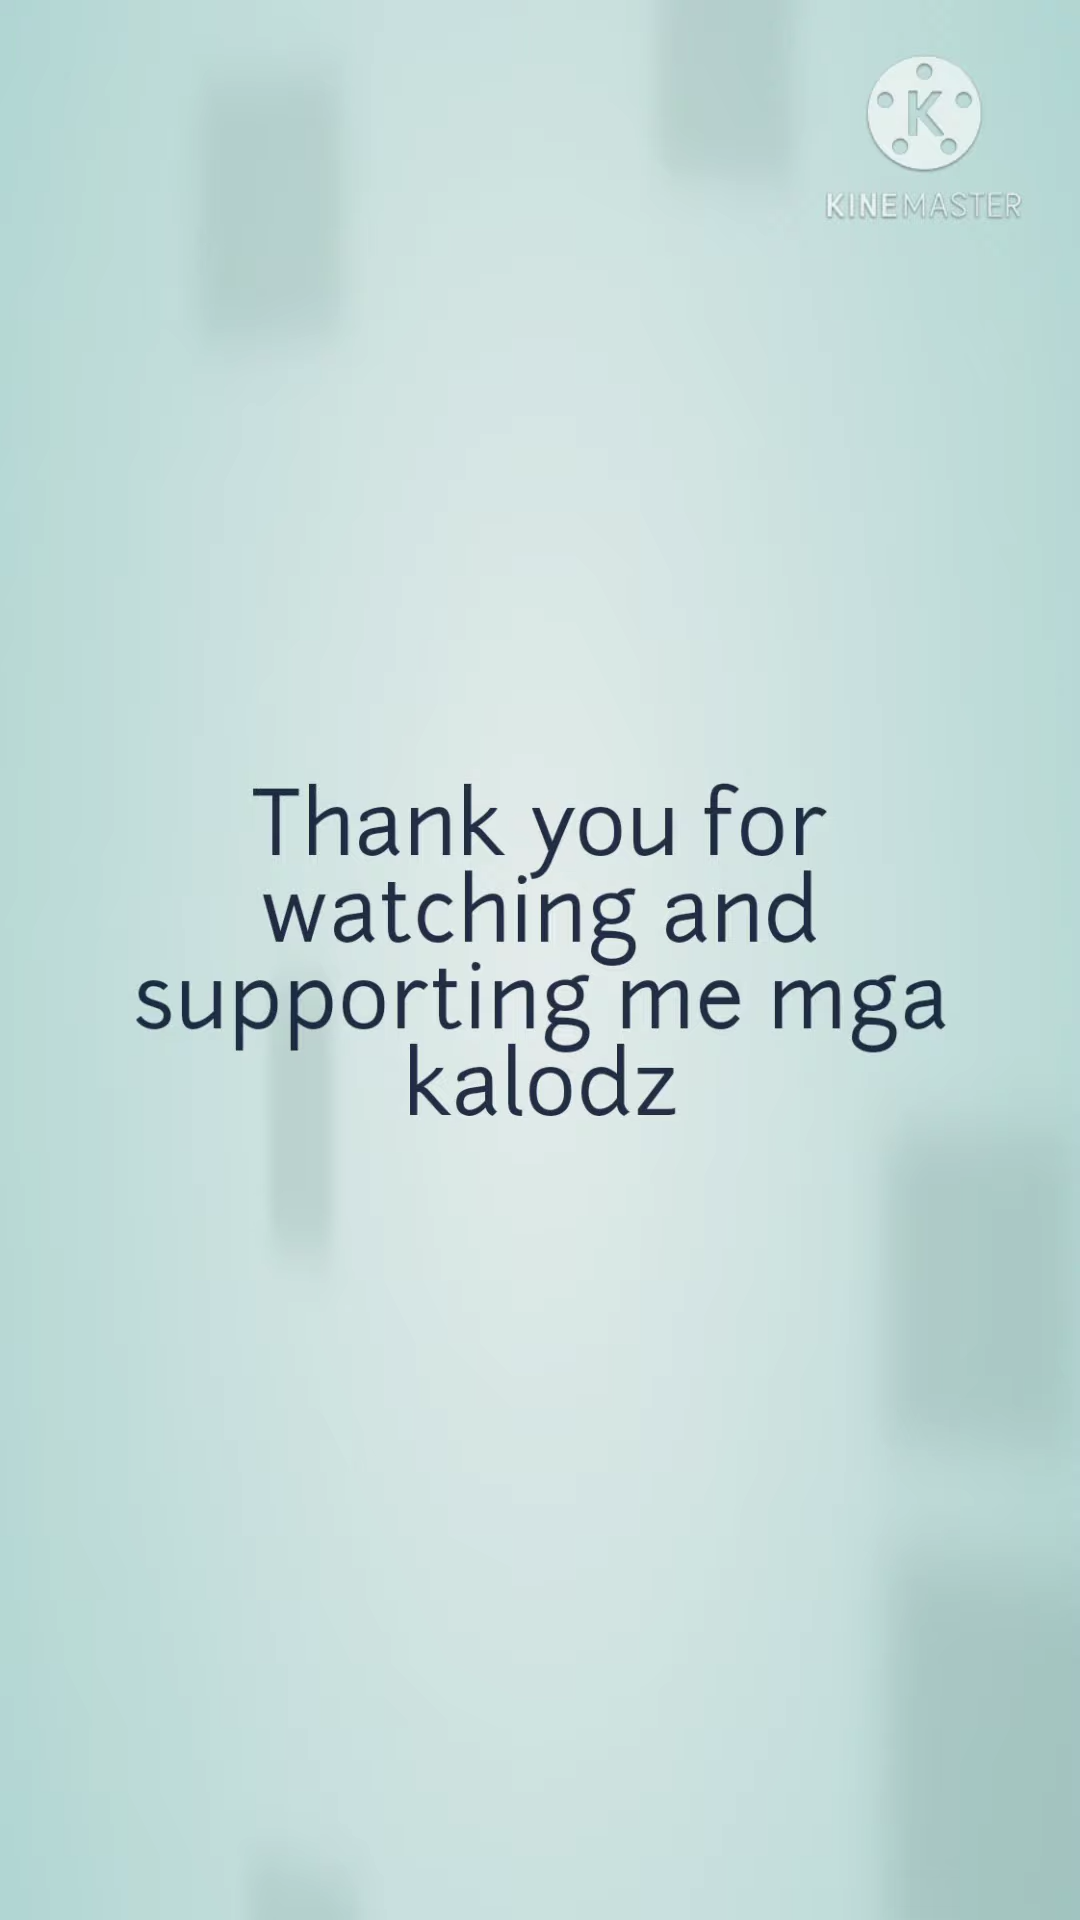 K
KINEMASTER
Thank you for
watching and
supporting me mga
kalodz